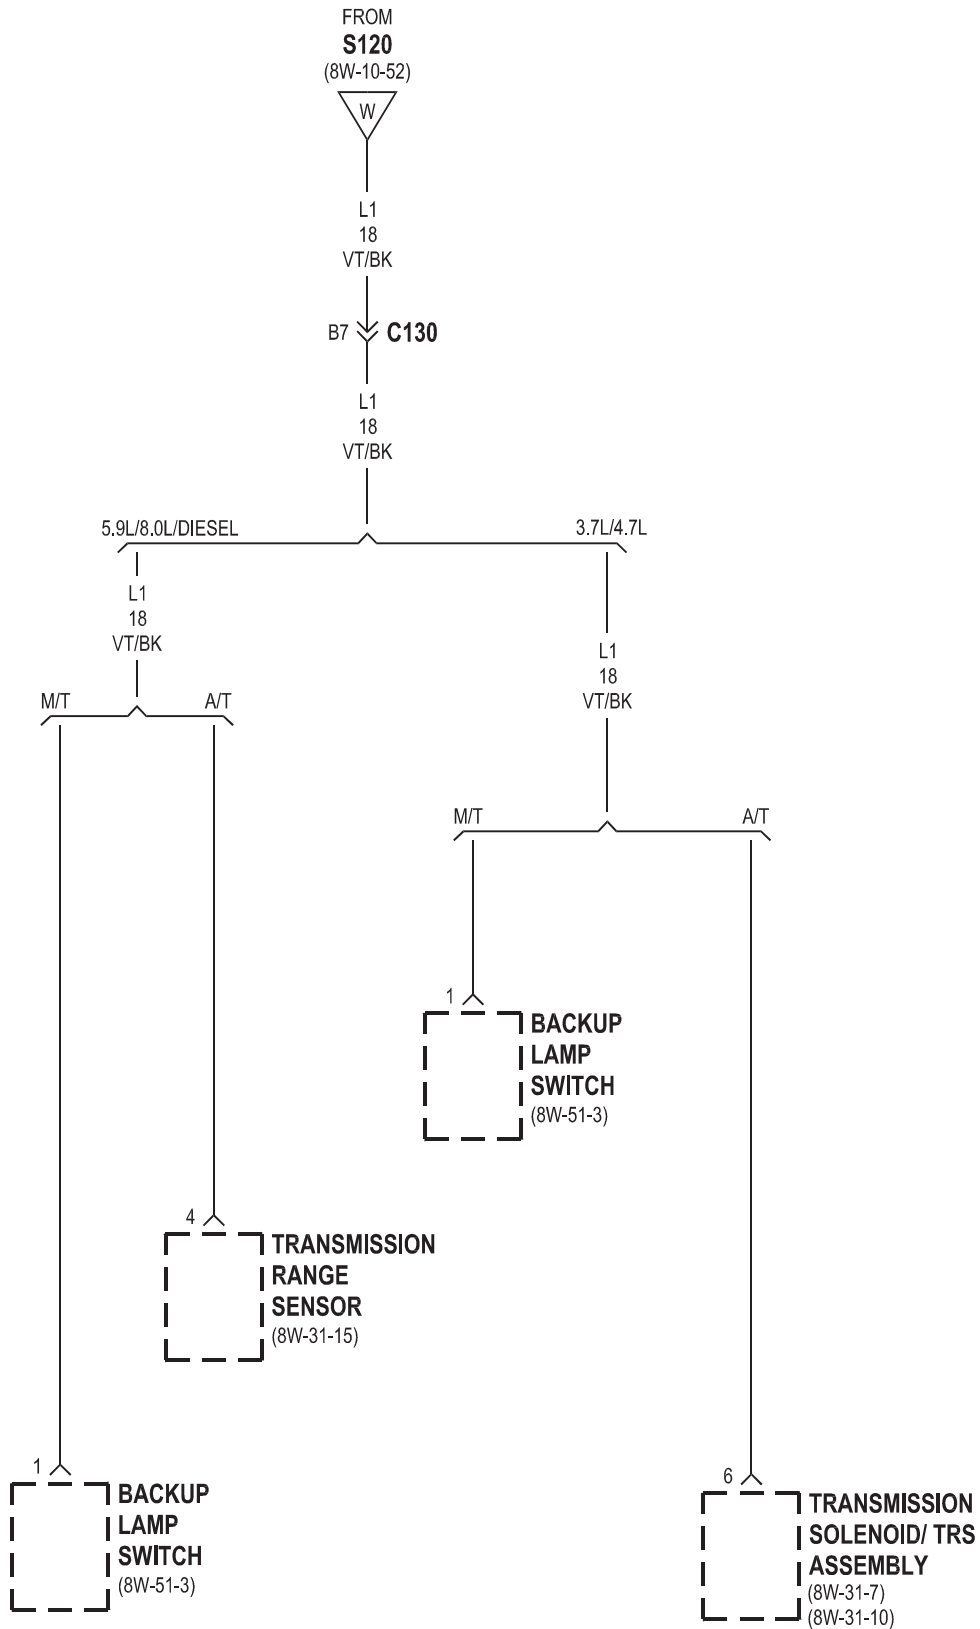 FROM
S120
(8W-10-52)
W
L1
18
VT/BK
B7
C130
L1
18
VT/BK
5.9L/8.0L/DIESEL
3.7L/4.7L
L1
18
VT/BK
L1
18
VT/BK
M/T
A/T
M/T
A/T
1
BACKUP
LAMP
SWITCH
(8W-51-3)
4
TRANSMISSION
RANGE
SENSOR
(8W-31-15)
1
BACKUP
LAMP
SWITCH
(8W-51-3)
6
TRANSMISSION
SOLENOID/ TRS
ASSEMBLY
(8W-31-7)
(8W-31-10)